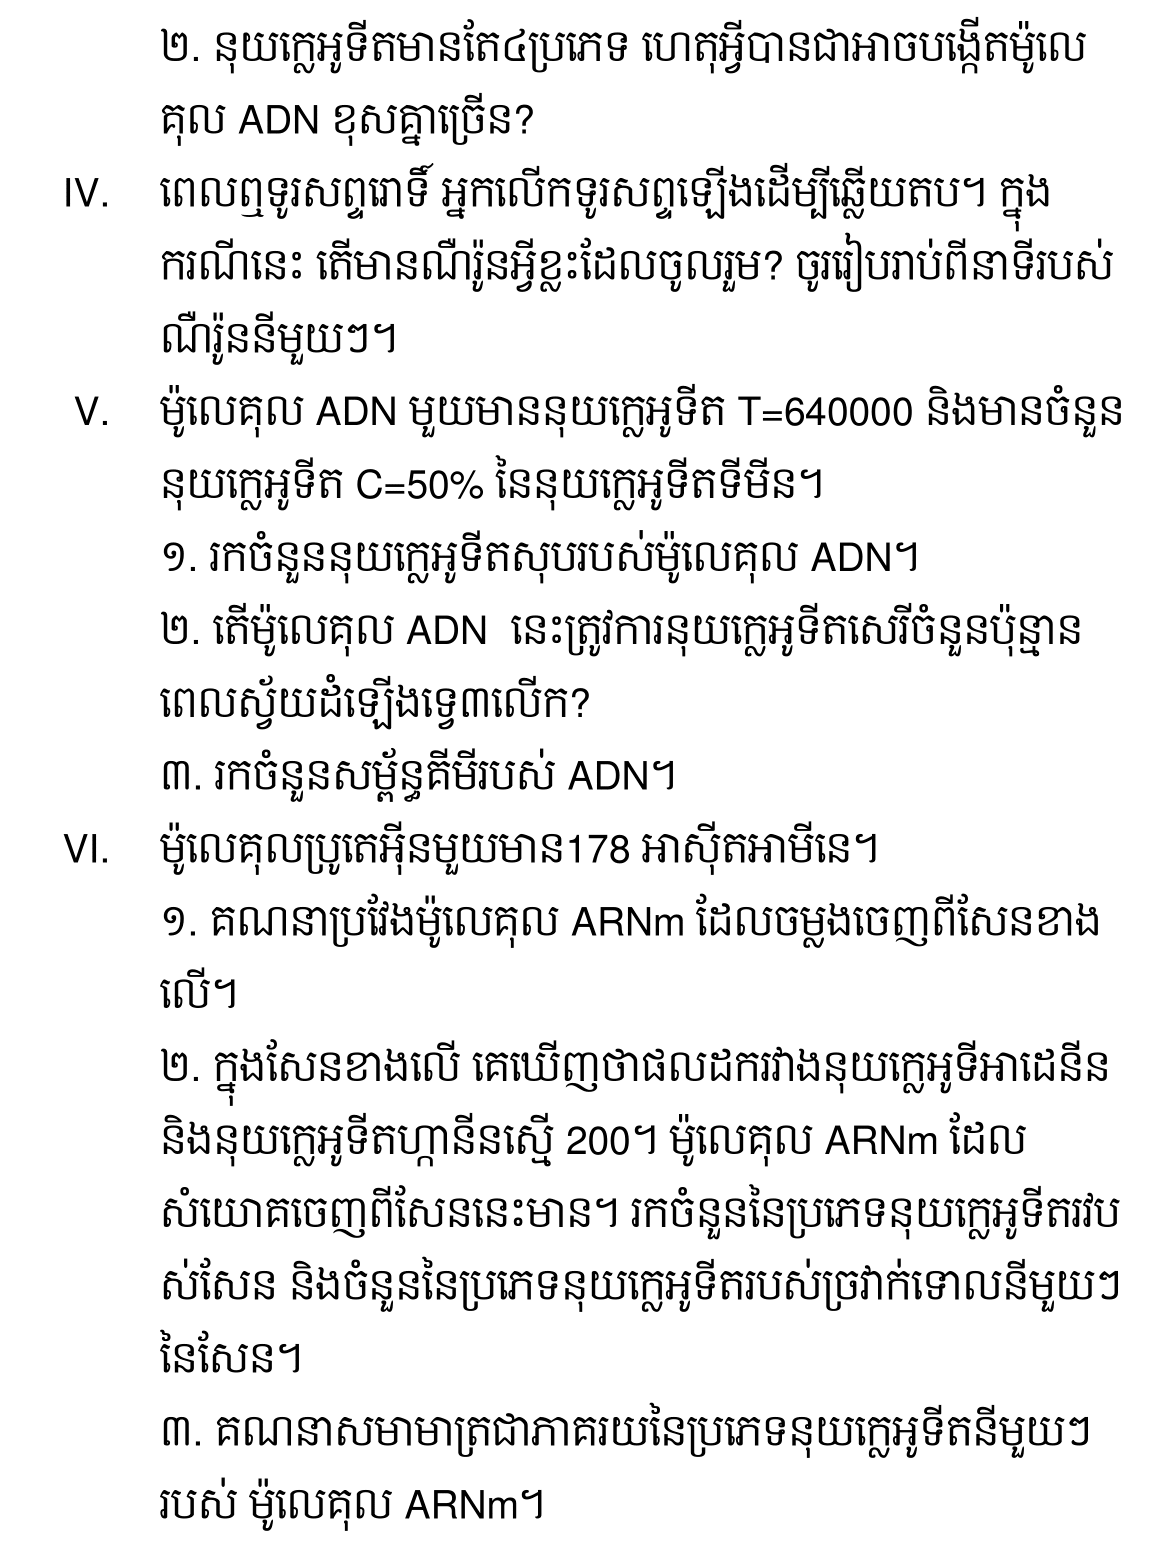 ២. នុយក្លេអូទីតមានតែ៤ប្រភេទ ហេតុអ្វីបានជាអាចបង្កើតម៉ូលេ
គុល ADN ខុសគ្នាច្រើន?
IV. ពេលឮទូរសព្ទរោទិ៍ អ្នកលើកទូរសព្ទឡើងដើម្បីឆ្លើយតប។ ក្នុង
ករណីនេះ តើមានណឺរ៉ូនអ្វីខ្លះដែលចូលរួម? ចូររៀបរាប់ពីនាទីរបស់
ណឺរ៉ូននីមួយៗ។
V. ម៉ូលេគុល ADN មួយមាននុយក្លេអូទីត T=640000 និងមានចំនួន
នុយក្លេអូទីត C=50% នៃនុយក្លេអូទីតទីមីន។
១. រកចំនួននុយក្លេអូទីតសុបរបស់ម៉ូលេគុល ADN។
២. តើម៉ូលេគុល ADN  នេះត្រូវការនុយក្លេអូទីតសេរីចំនួនប៉ុន្មាន
ពេលស្វ័យដំឡើងទ្វេ៣លើក?
៣. រកចំនួនសម្ព័ន្ធគីមីរបស់ ADN។
VI. ម៉ូលេគុលប្រូតេអ៊ីនមួយមាន178 អាស៊ីតអាមីនេ។
១. គណនាប្រវែងម៉ូលេគុល ARNm ដែលចម្លងចេញពីសែនខាង
លើ។
២. ក្នុងសែនខាងលើ គេឃើញថាផលដករវាងនុយក្លេអូទីអាដេនីន
និងនុយក្លេអូទីតហ្កានីនស្មើ 200។ ម៉ូលេគុល ARNm ដែល
សំយោគចេញពីសែននេះមាន។ រកចំនួននៃប្រភេទនុយក្លេអូទីតរវប
ស់សែន និងចំនួននៃប្រភេទនុយក្លេអូទីតរបស់ច្រវាក់ទោលនីមួយៗ
នៃសែន។
៣. គណនាសមាមាត្រជាភាគរយនៃប្រភេទនុយក្លេអូទីតនីមួយៗ
របស់ ម៉ូលេគុល ARNm។